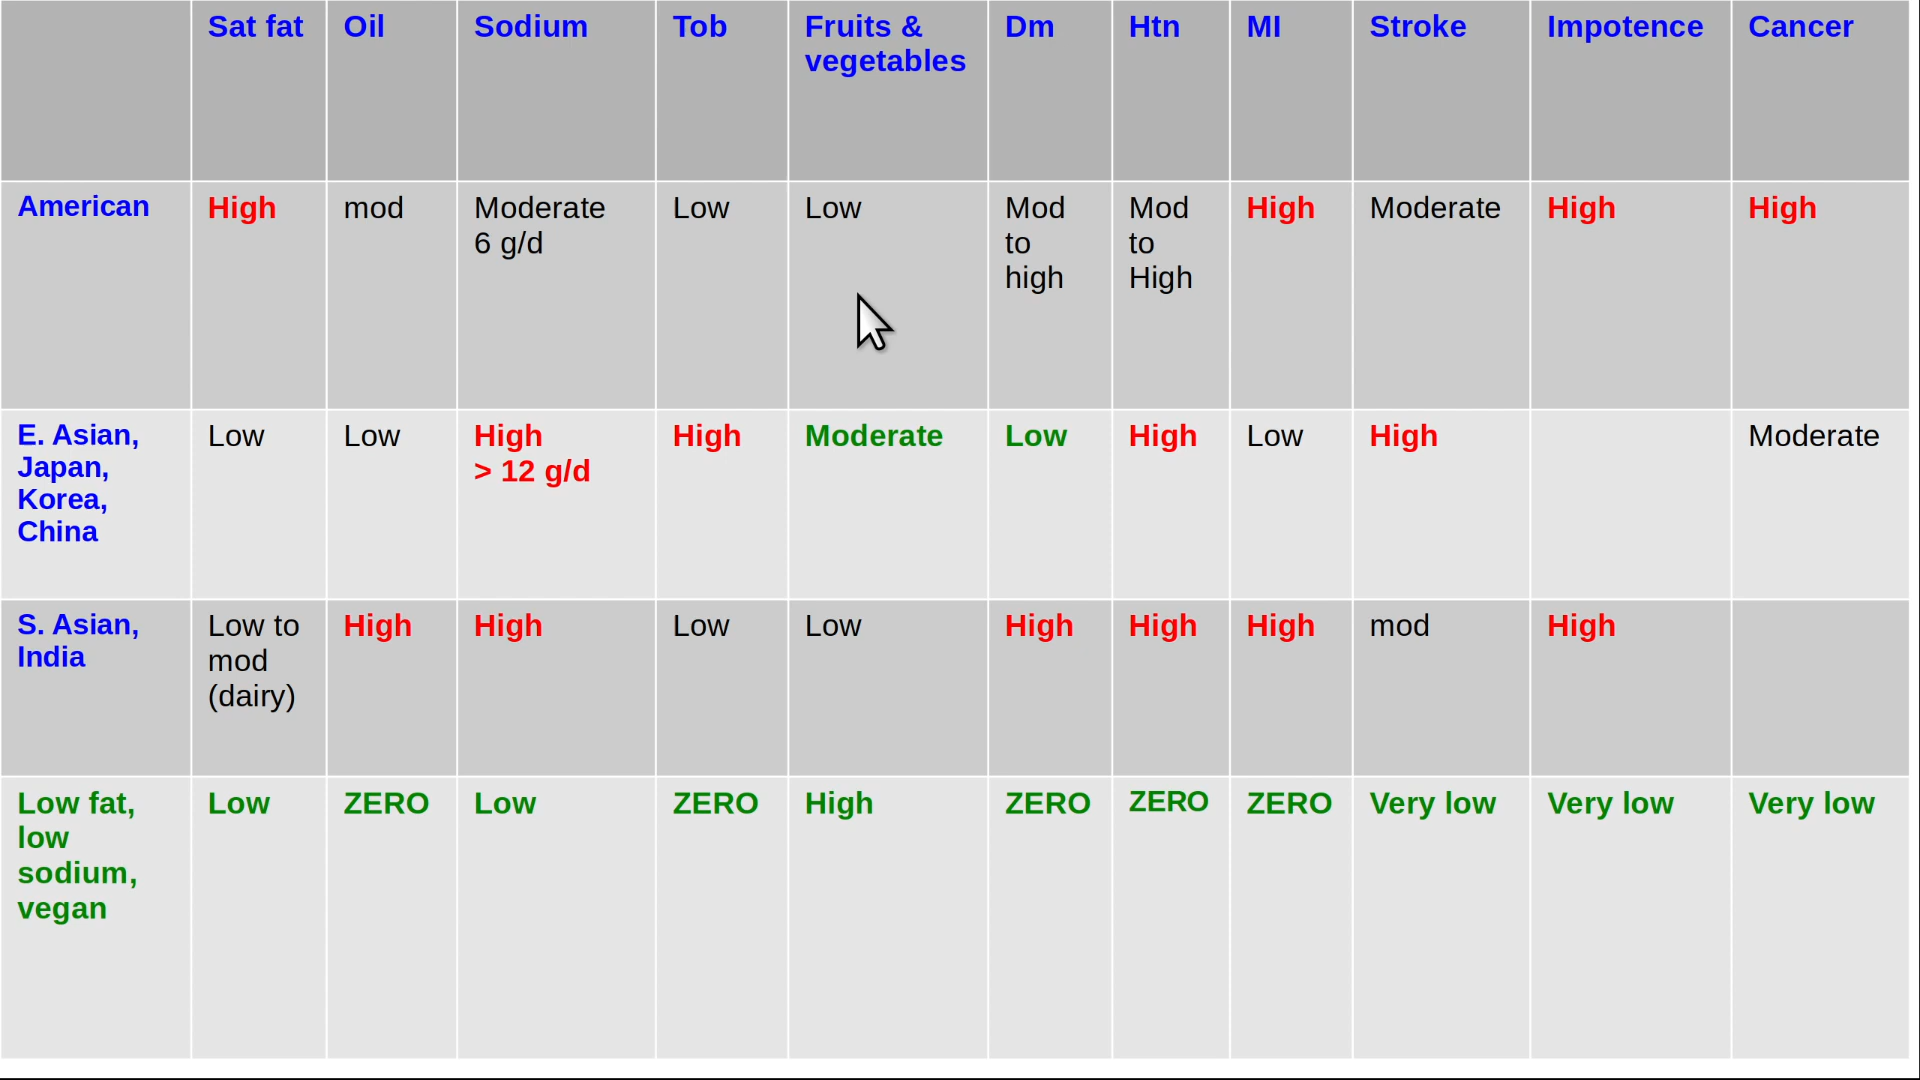 Sat fat Oil Sodium Tob Fruits & Dm Htn MI Stroke Impotence Cancer
vegetables
American High mod Moderate Low Low Mod Mod High Moderate High High
6 g/d to to
high High
E. Asian, Low Low High High Moderate Low High Low High Moderate
Japan, > 12 g/d
Korea,
China
S. Asian, Low to High High Low Low High High High mod High
India mod
(dairy)
Low fat, Low ZERO Low ZERO High ZERO ZERO ZERO Very low Very low Very low
low
sodium,
vegan